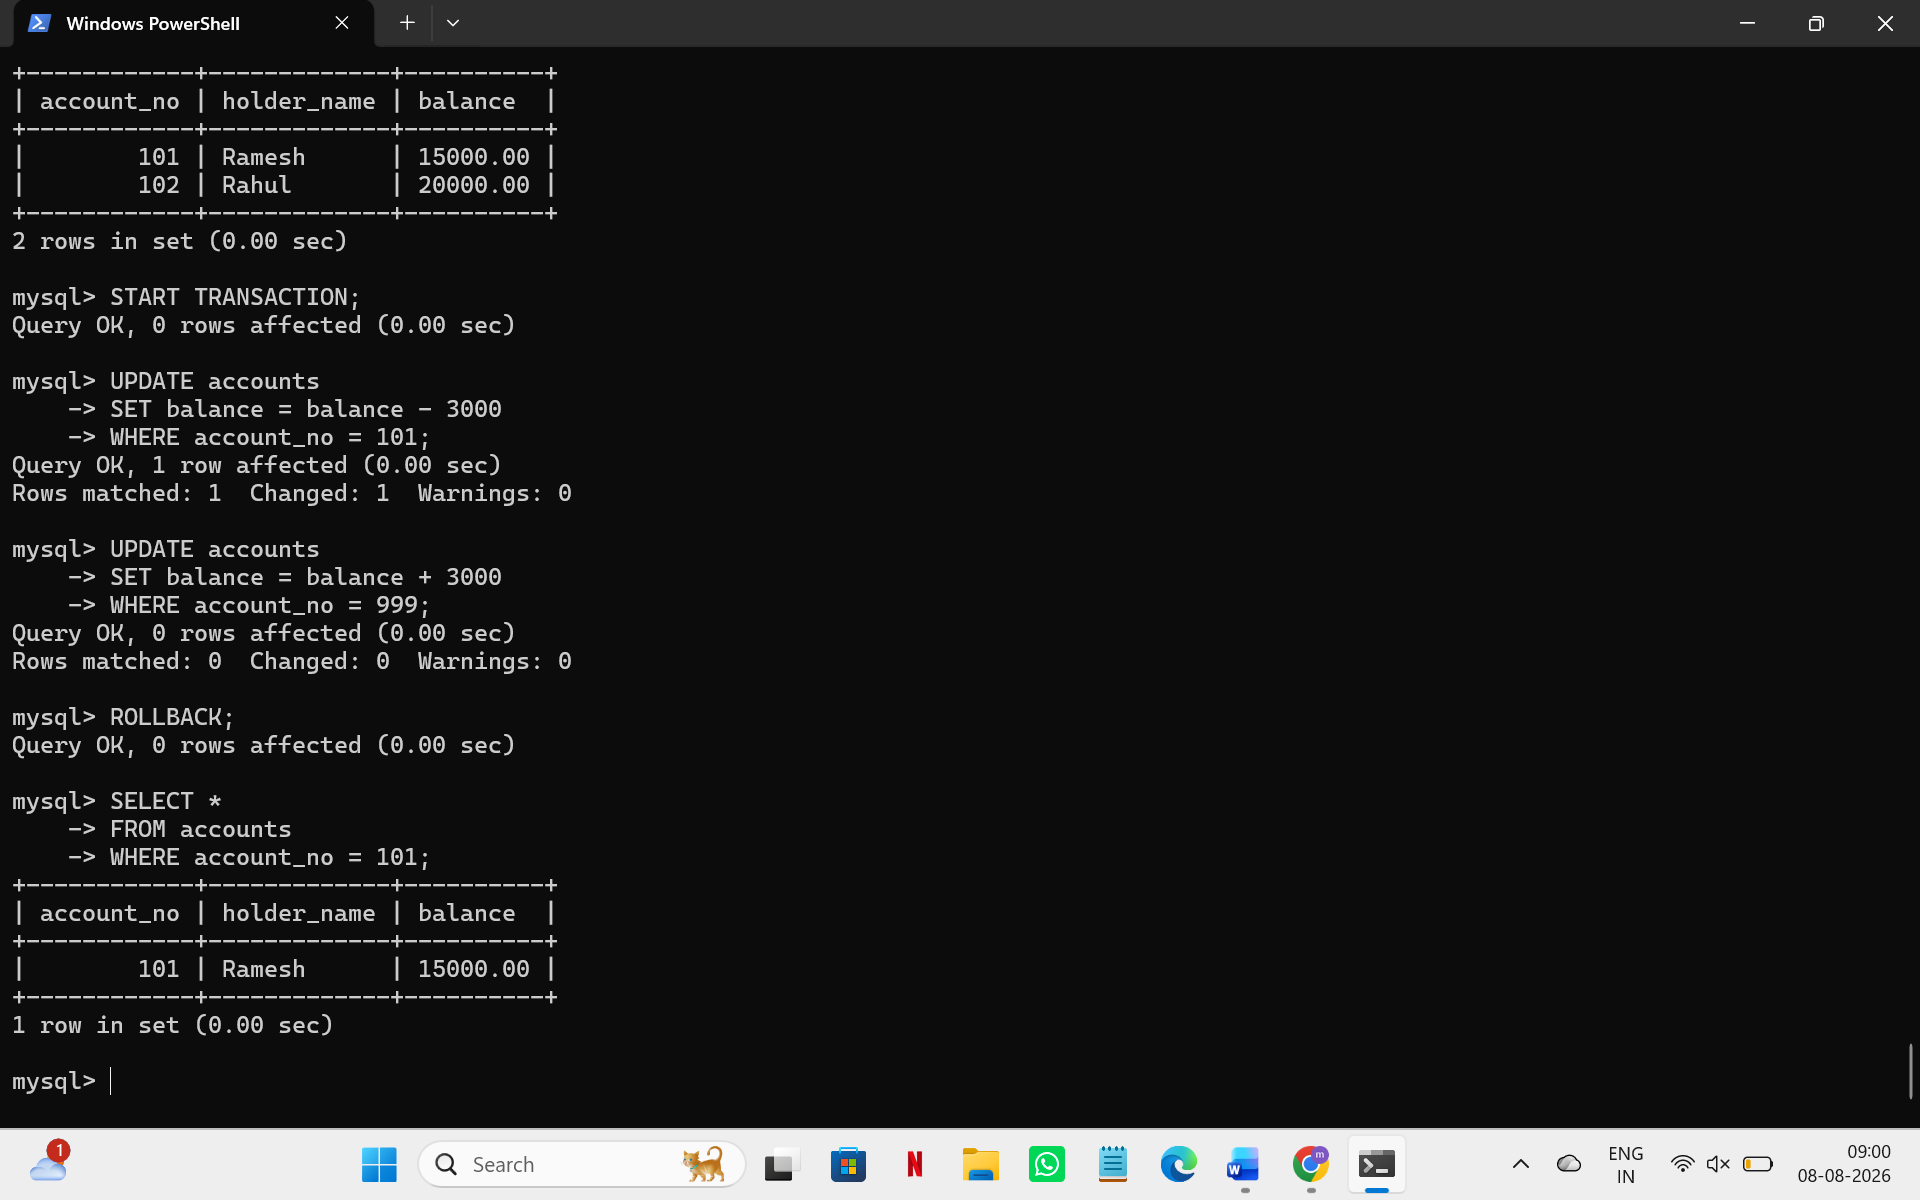 Windows PowerShell
+------------+-------------+----------+
| account_no | holder_name | balance  |
+------------+-------------+----------+
|        101 | Ramesh      | 15000.00 |
|        102 | Rahul       | 20000.00 |
+------------+-------------+----------+
2 rows in set (0.00 sec)
mysql> START TRANSACTION;
Query OK, 0 rows affected (0.00 sec)
mysql> UPDATE accounts
    -> SET balance = balance - 3000
    -> WHERE account_no = 101;
Query OK, 1 row affected (0.00 sec)
Rows matched: 1  Changed: 1  Warnings: 0
mysql> UPDATE accounts
    -> SET balance = balance + 3000
    -> WHERE account_no = 999;
Query OK, 0 rows affected (0.00 sec)
Rows matched: 0  Changed: 0  Warnings: 0
mysql> ROLLBACK;
Query OK, 0 rows affected (0.00 sec)
mysql> SELECT *
    -> FROM accounts
    -> WHERE account_no = 101;
+------------+-------------+----------+
| account_no | holder_name | balance  |
+------------+-------------+----------+
|        101 | Ramesh      | 15000.00 |
+------------+-------------+----------+
1 row in set (0.00 sec)
mysql>
1
Search
N
W
m
ENG
IN
09:00
08-08-2026